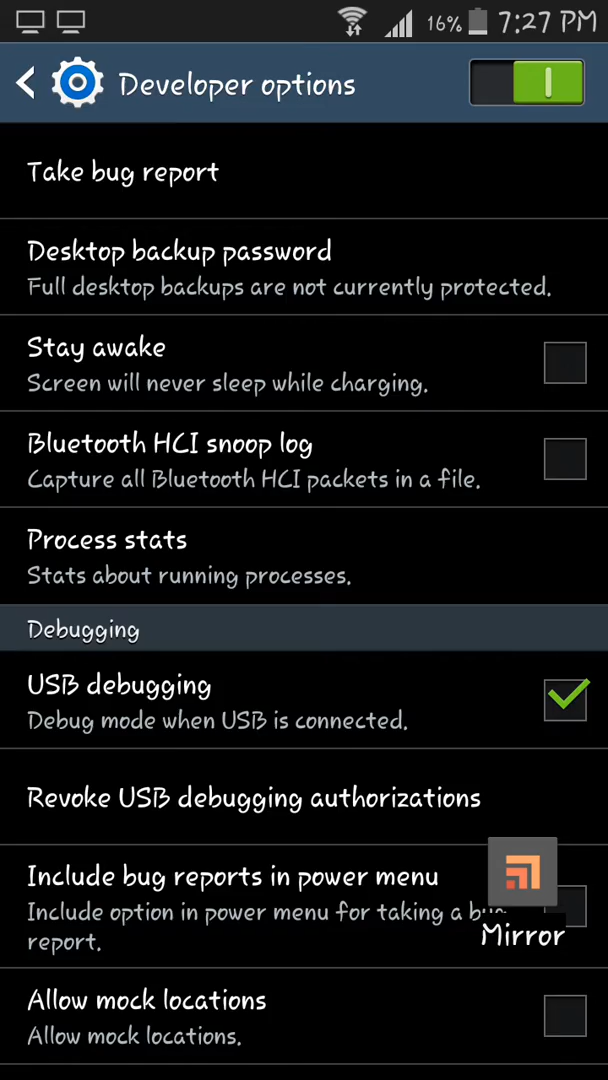 16% 7:27 PM
Developer options
Take bug report
Desktop backup password
Full desktop backups are not currently protected.
Stay awake
Screen will never sleep while charging.
Bluetooth HCI snoop log
Capture all Bluetooth HCI packets in a file.
Process stats
Stats about running processes.
Debugging
USB debugging
Debug mode when USB is connected.
Revoke USB debugging authorizations
Include bug reports in power menu
Include option in power menu for taking a bug
report.
Mirror
Allow mock locations
Allow mock locations.